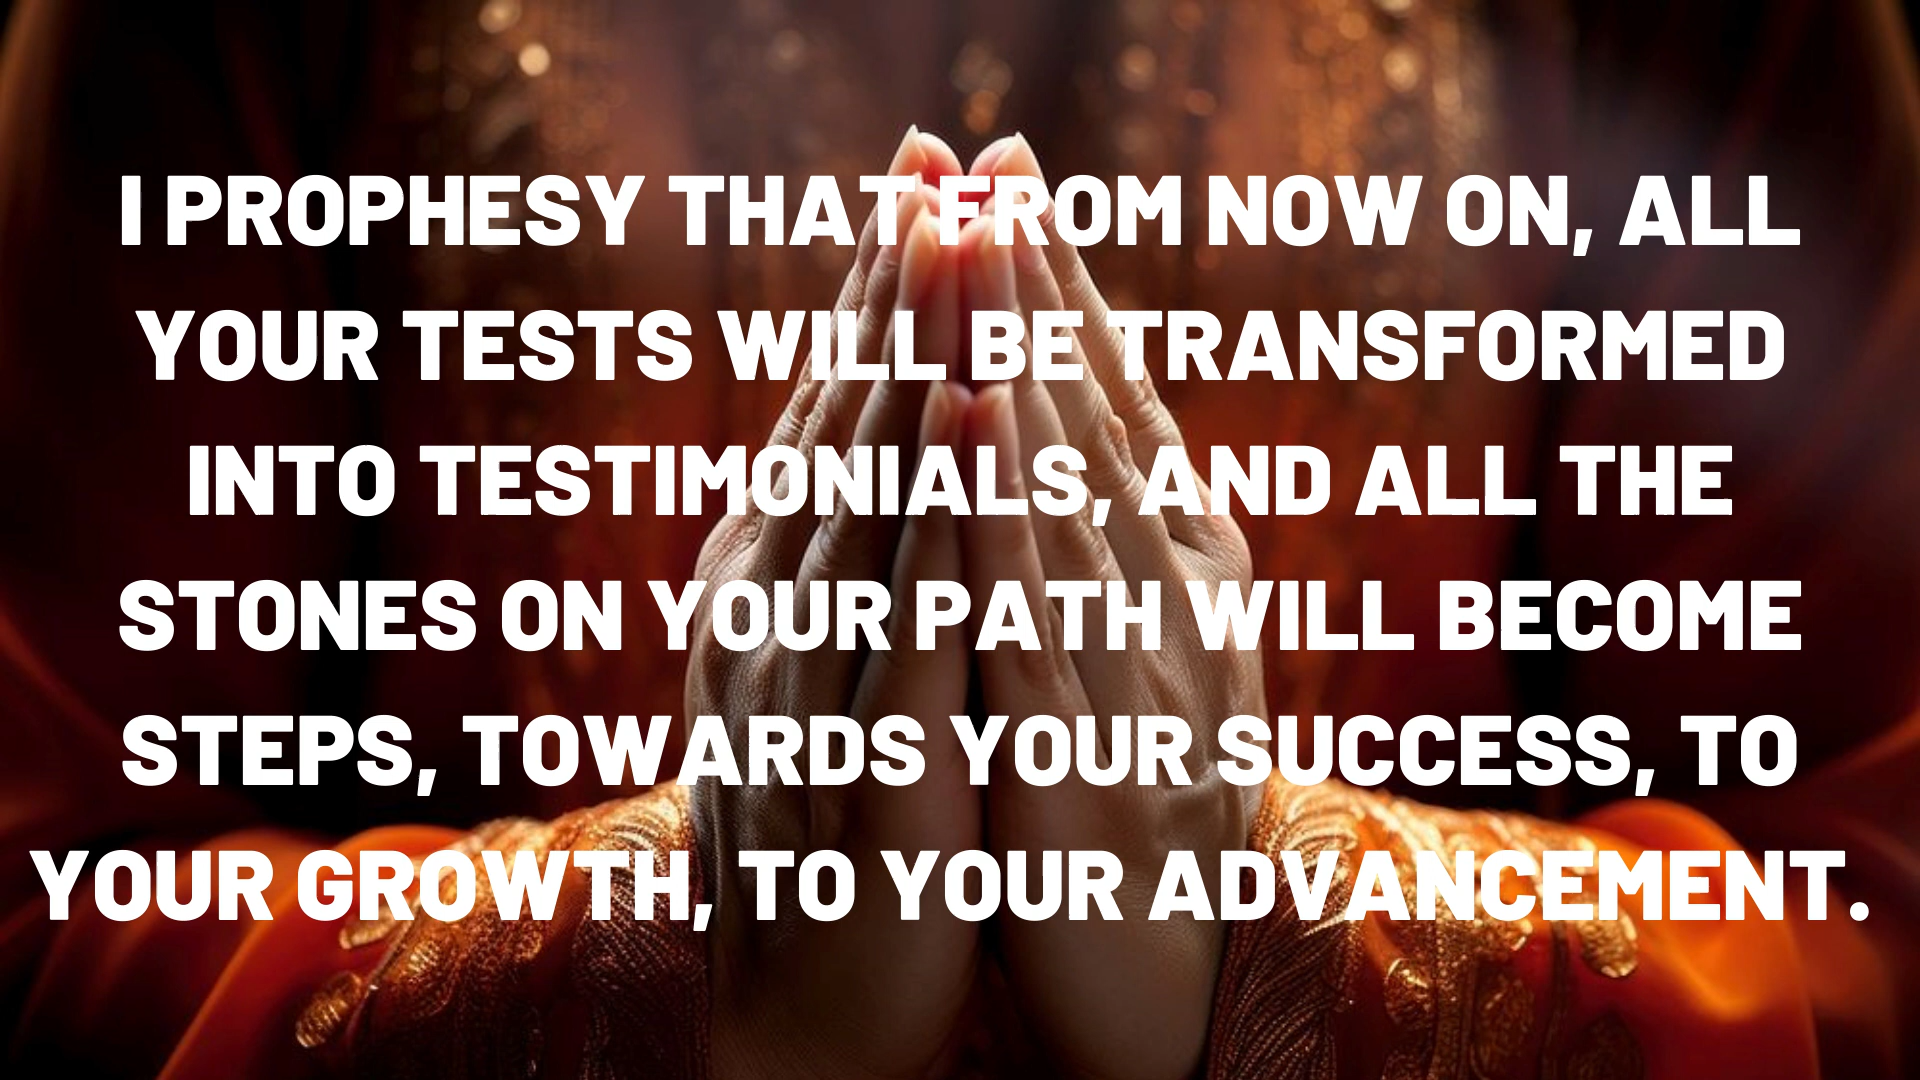 I PROPHESY THAT FROM NOW ON, ALL
YOUR TESTS WILL BE TRANSFORMED
INTO TESTIMONIALS, AND ALL THE
STONES ON YOUR PATH WILL BECOME
STEPS, TOWARDS YOUR SUCCESS, TO
YOUR GROWTH, TO YOUR ADVANCEMENT.